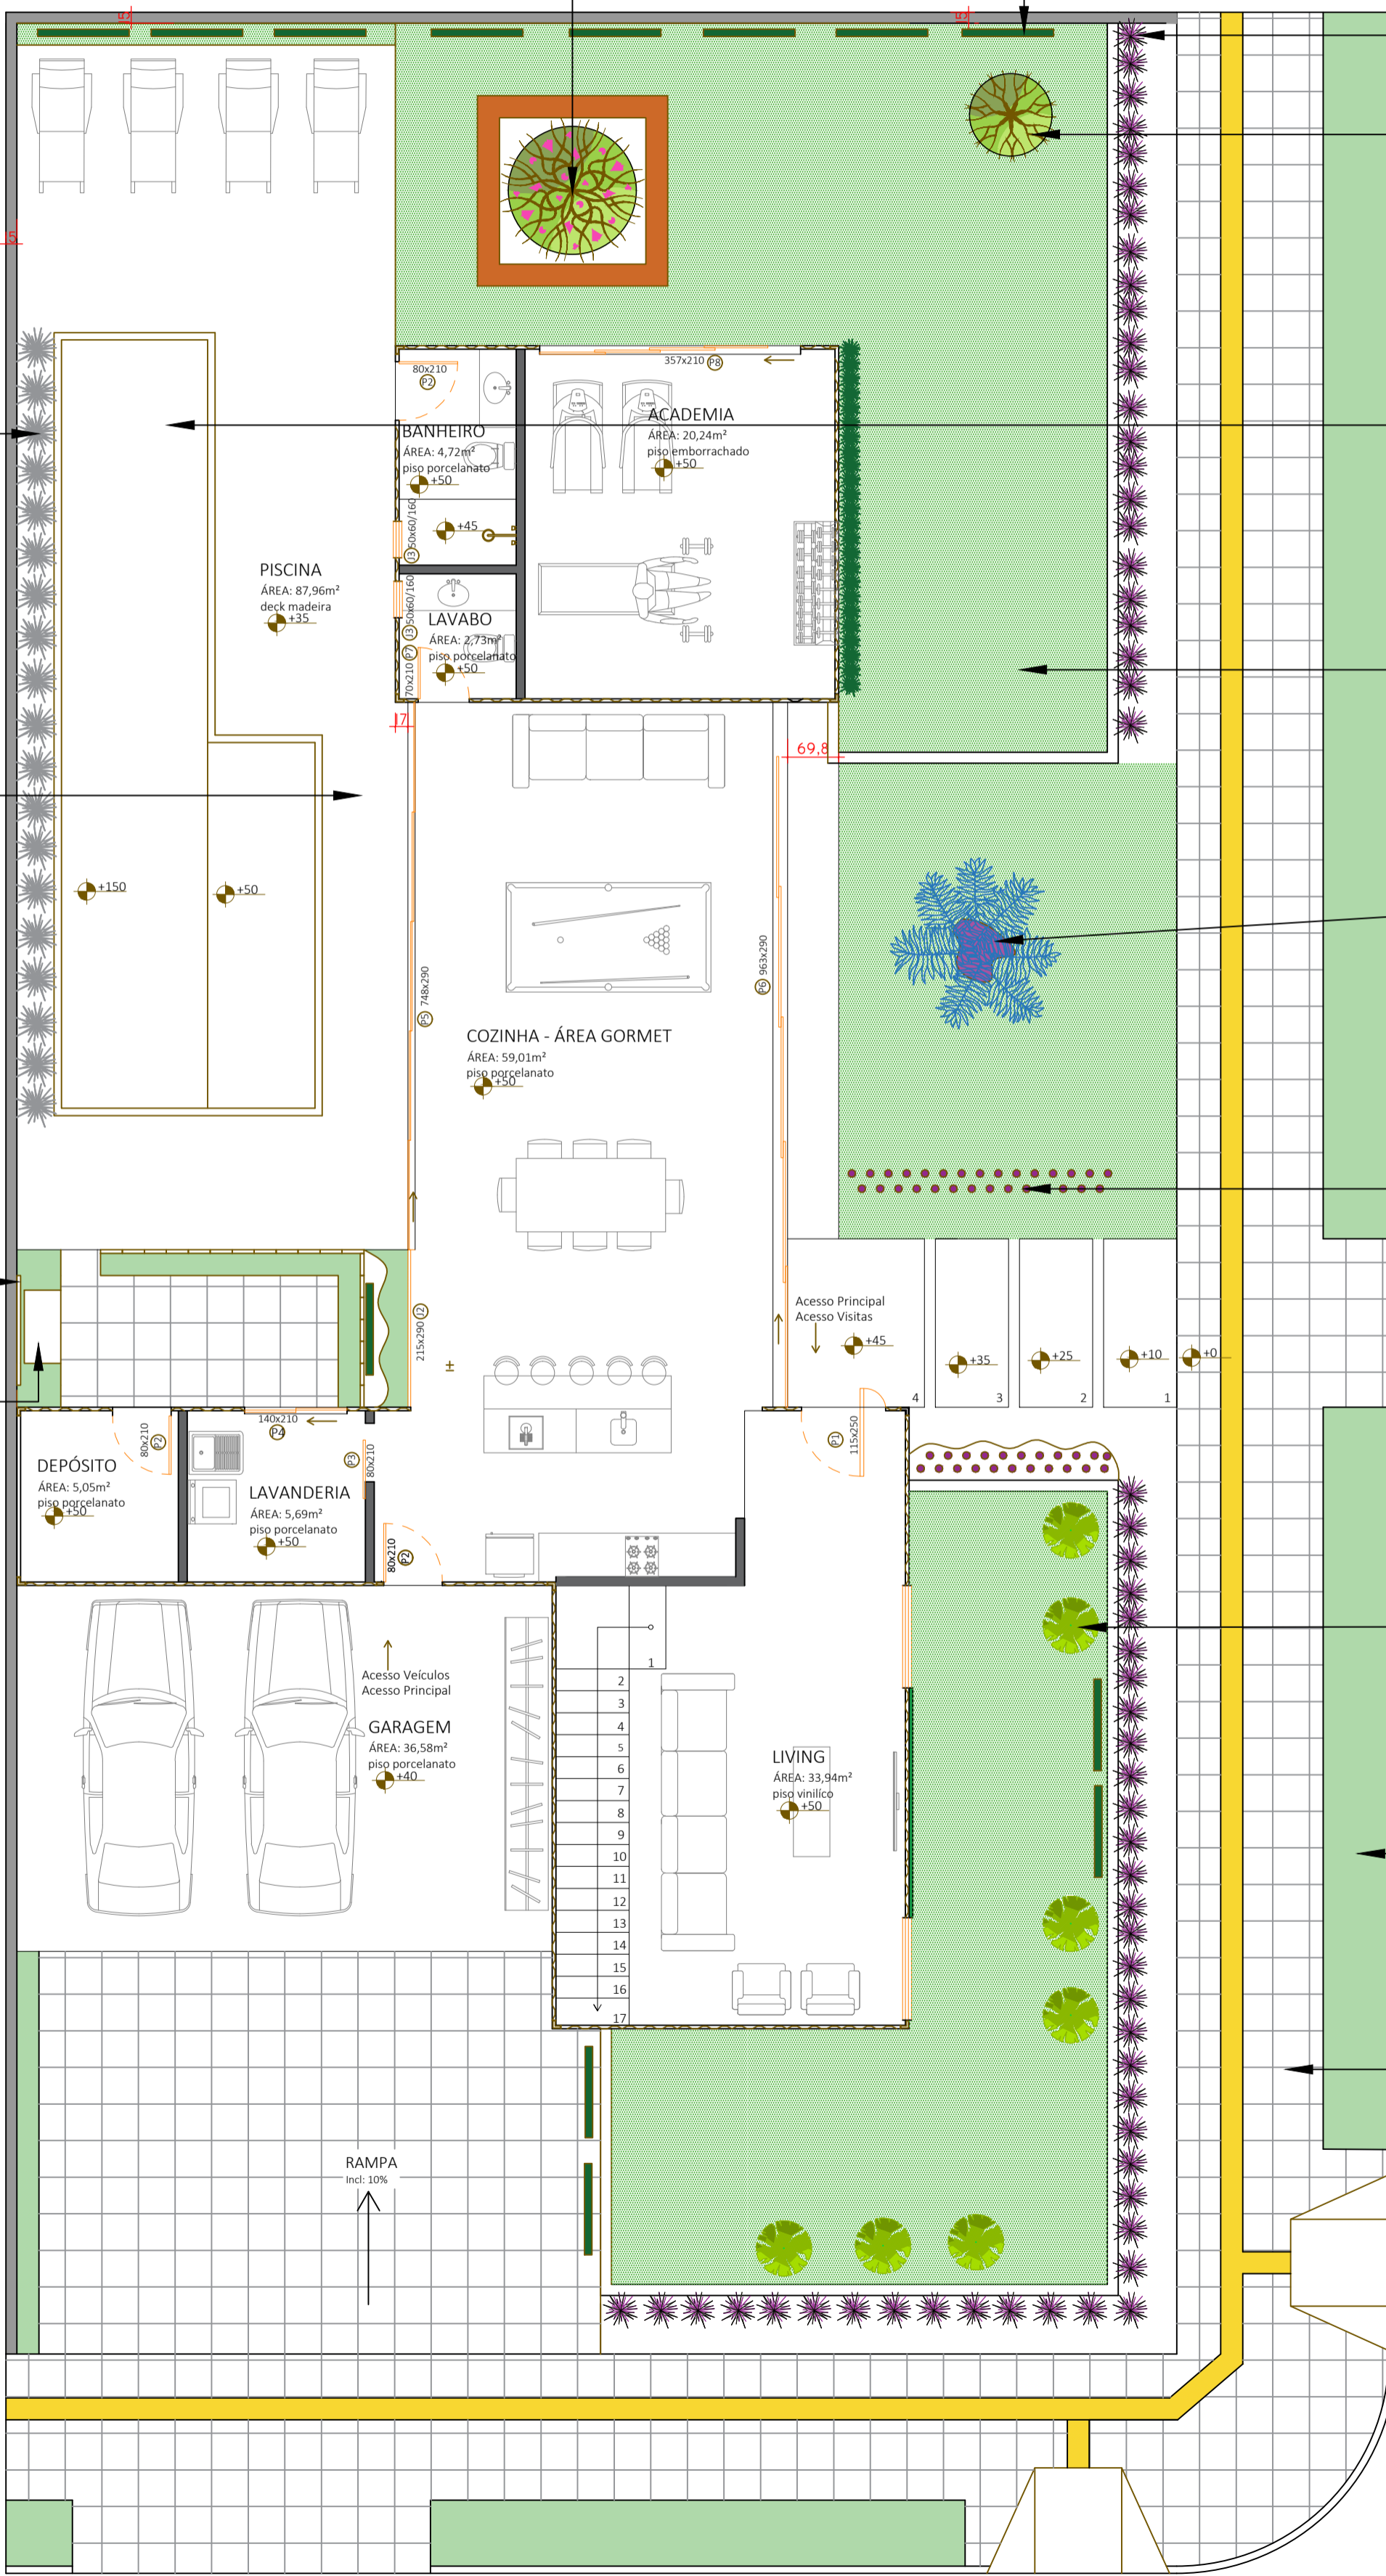 15
15
15
357x210 P8
80x210
P2
ACADEMIA
ÁREA: 20,24m²
piso emborrachado
+50
BANHEIRO
ÁREA: 4,72m²
piso porcelanato
+50
+45
J3 50x60/160
PISCINA
ÁREA: 87,96m²
deck madeira
+35
J3 50x60/160
LAVABO
ÁREA: 2,73m²
piso porcelanato
+50
70x210 P7
17
69,8
+150
+50
P5 748x290
P6 963x290
COZINHA - ÁREA GORMET
ÁREA: 59,01m²
piso porcelanato
+50
Acesso Principal
Acesso Visitas
+45
+35
+25
+10
+0
4
3
2
1
215x290 J2
±
140x210
P4
80x210
P2
P3
80x210
P1
115x250
DEPÓSITO
ÁREA: 5,05m²
piso porcelanato
+50
LAVANDERIA
ÁREA: 5,69m²
piso porcelanato
+50
80x210
P2
Acesso Veículos
Acesso Principal
GARAGEM
ÁREA: 36,58m²
piso porcelanato
+40
1
2
3
4
5
6
7
8
9
10
11
12
13
14
15
16
17
LIVING
ÁREA: 33,94m²
piso vinilíco
+50
RAMPA
Incl: 10%